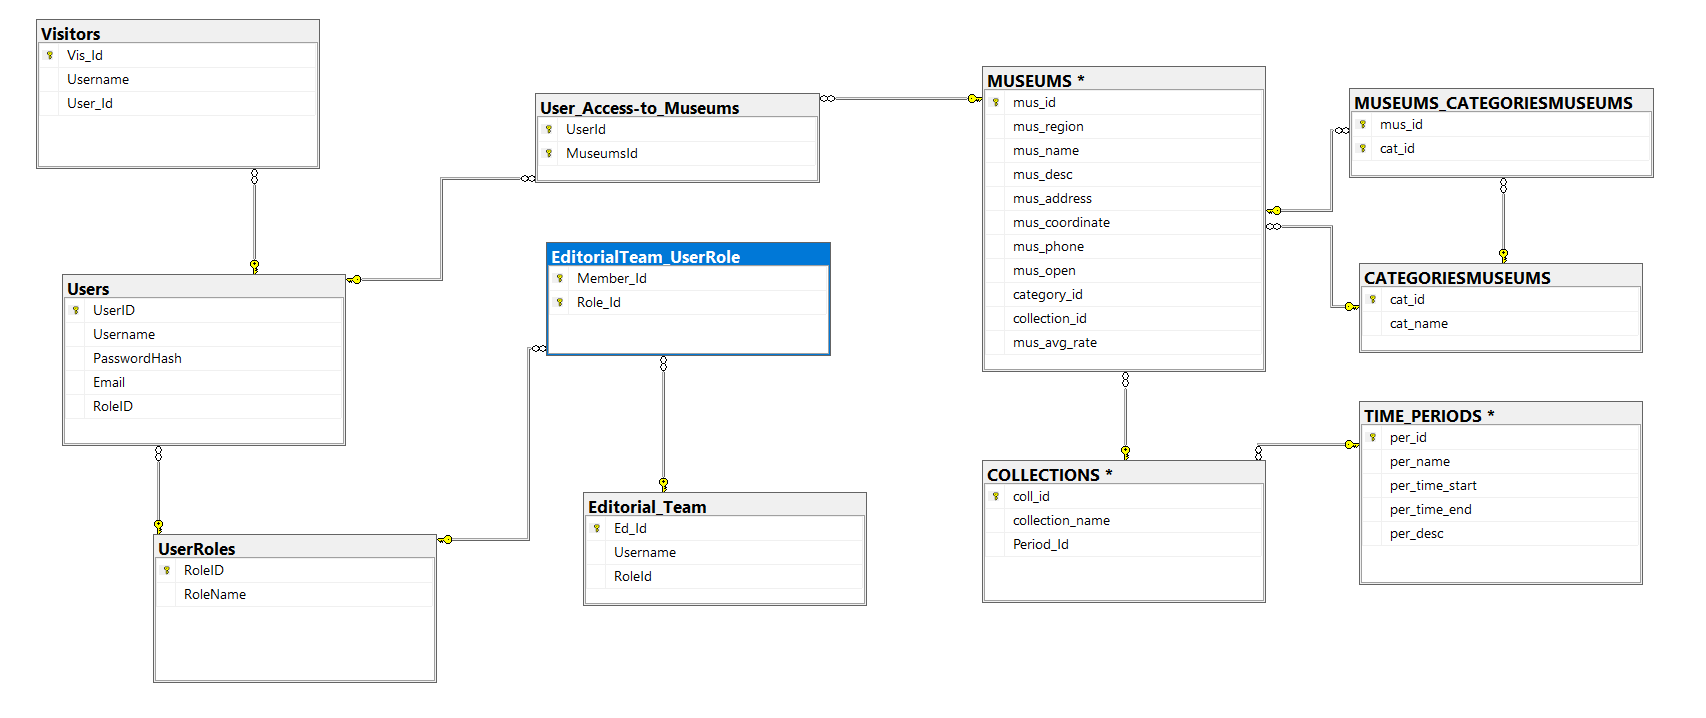 Visitors
Vis_Id
Username
User_Id
User_Access-to_Museums
UserId
MuseumsId
MUSEUMS *
mus_id
mus_region
mus_name
mus_desc
mus_address
mus_coordinate
mus_phone
mus_open
category_id
collection_id
mus_avg_rate
MUSEUMS_CATEGORIESMUSEUMS
mus_id
cat_id
EditorialTeam_UserRole
Member_Id
Role_Id
Users
UserID
Username
PasswordHash
Email
RoleID
CATEGORIESMUSEUMS
cat_id
cat_name
TIME_PERIODS *
per_id
per_name
per_time_start
per_time_end
per_desc
COLLECTIONS *
coll_id
collection_name
Period_Id
Editorial_Team
Ed_Id
Username
RoleId
UserRoles
RoleID
RoleName